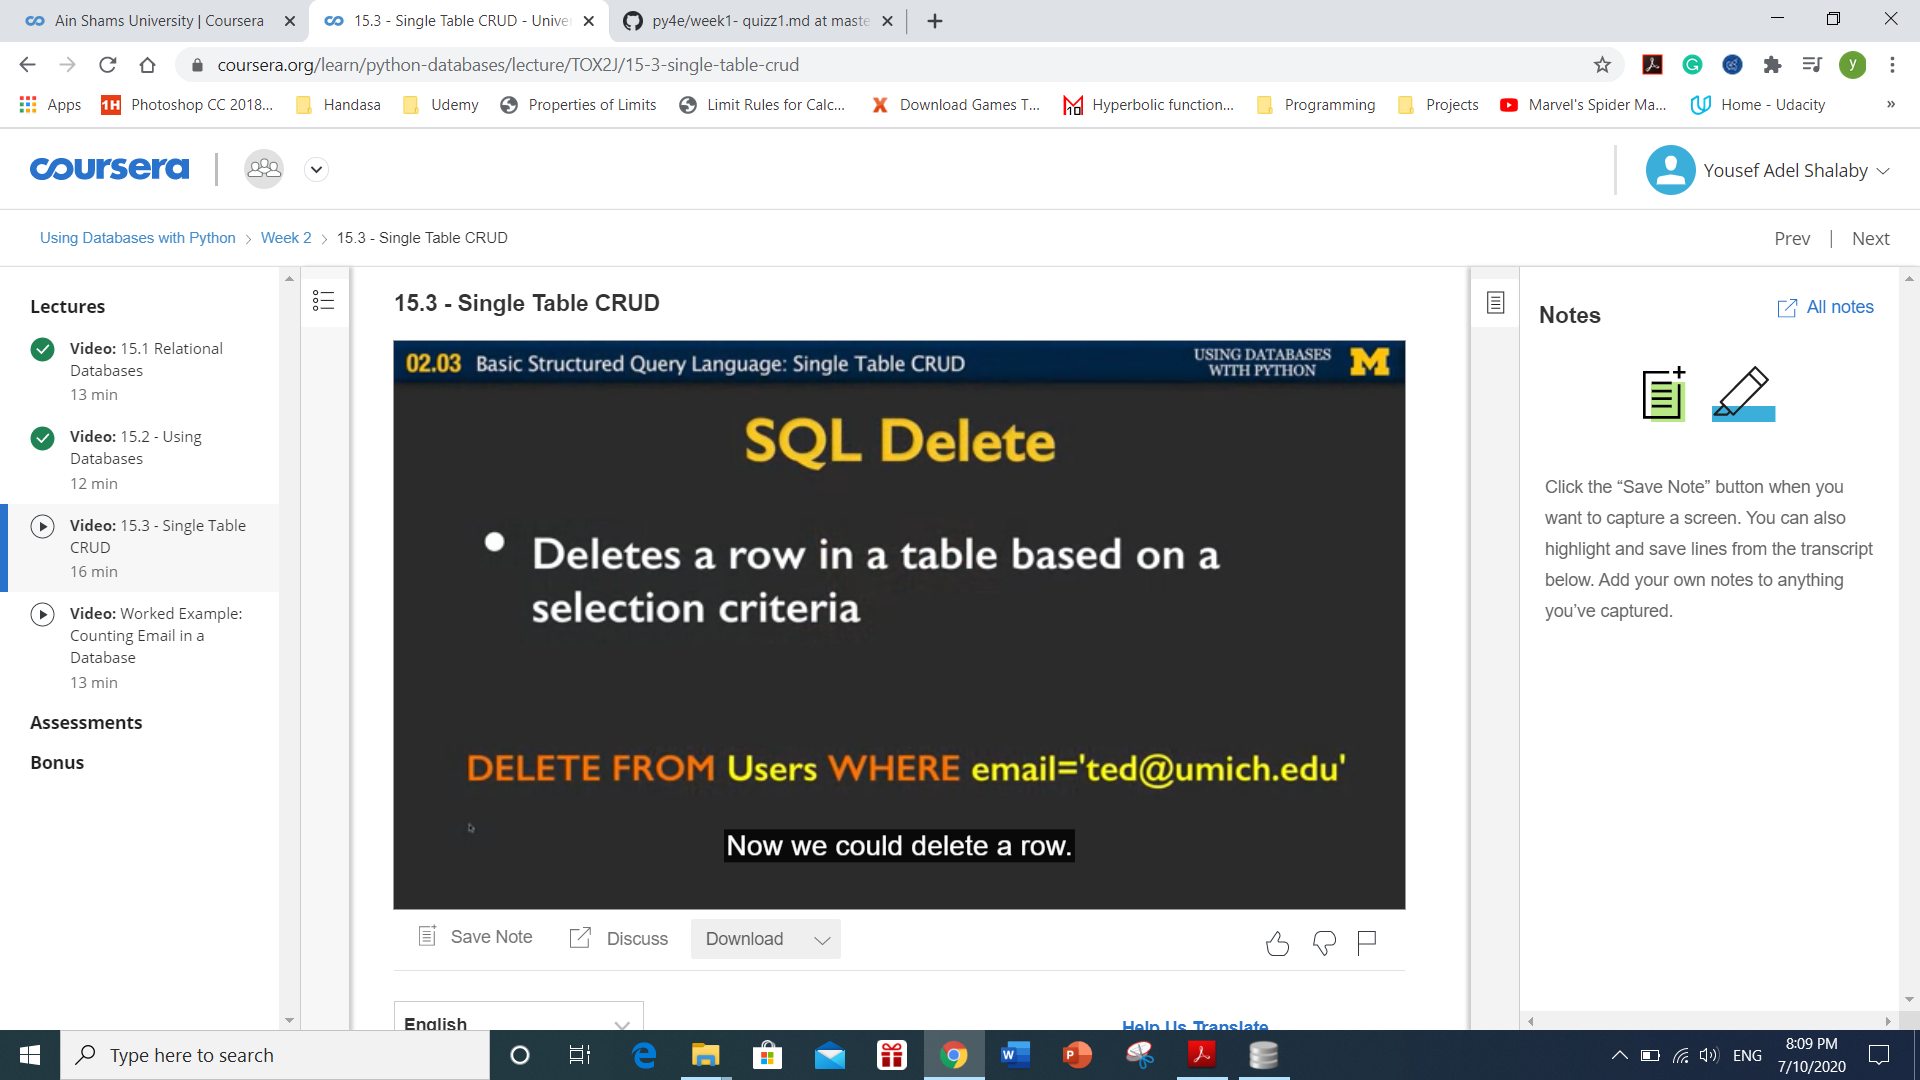 Ain Shams University | Coursera
15.3 - Single Table CRUD - Unive
py4e/week1- quizz1.md at maste
coursera.org/learn/python-databases/lecture/TOX2J/15-3-single-table-crud
y
Apps
1H Photoshop CC 2018...
Handasa
Udemy
Properties of Limits
Limit Rules for Calc...
X Download Games T...
10 Hyperbolic function...
Programming
Projects
Marvel's Spider Ma...
Home - Udacity
»
coursera
Yousef Adel Shalaby
Using Databases with Python > Week 2 > 15.3 - Single Table CRUD
Prev | Next
Lectures
Video: 15.1 Relational
Databases
13 min
Video: 15.2 - Using
Databases
12 min
Video: 15.3 - Single Table
CRUD
16 min
Video: Worked Example:
Counting Email in a
Database
13 min
Assessments
Bonus
15.3 - Single Table CRUD
02.03 Basic Structured Query Language: Single Table CRUD
USING DATABASES
WITH PYTHON
M
SQL Delete
• Deletes a row in a table based on a
selection criteria
DELETE FROM Users WHERE email='ted@umich.edu'
Now we could delete a row.
Save Note
Discuss
Download
English
Help Us Translate
Notes
All notes
Click the “Save Note” button when you
want to capture a screen. You can also
highlight and save lines from the transcript
below. Add your own notes to anything
you’ve captured.
Type here to search
ENG
8:09 PM
7/10/2020